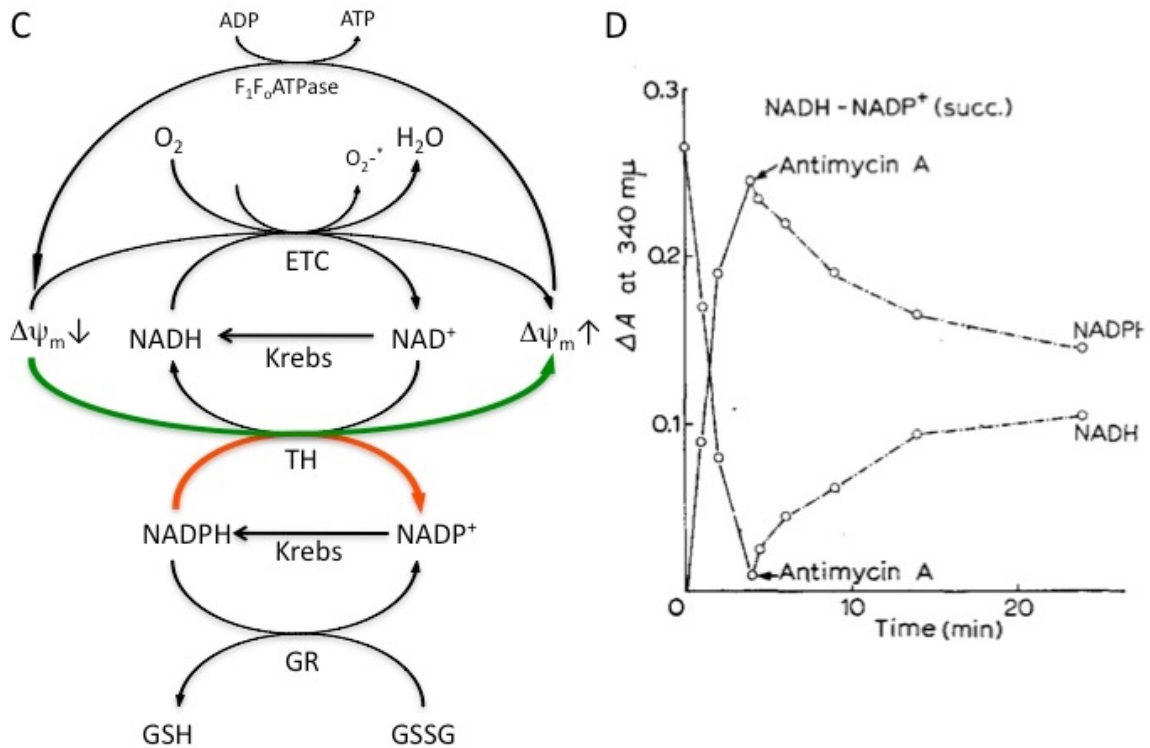 C
ADP ATP
F₁FₒATPase
O₂ O₂-* H₂O
ETC
Δψₘ↓ NADH NAD⁺ Δψₘ↑
Krebs
TH
NADPH NADP⁺
Krebs
GR
GSH GSSG
D
NADH - NADP⁺ (succ.)
Antimycin A
NADPH
NADH
Antimycin A
ΔA at 340 mμ
0.3
0.2
0.1
0 10 20
Time (min)